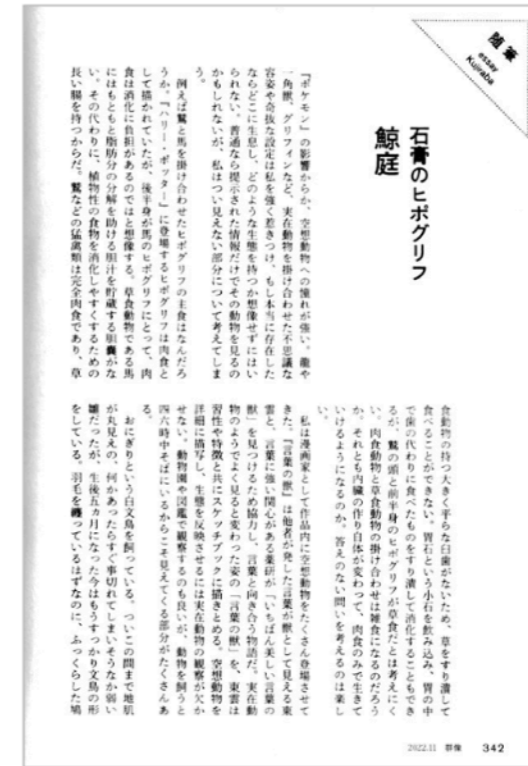 随筆
essay
Kujiraba
石膏のヒポグリフ
鯨庭
『ポケモン』の影響からか、空想動物への憧れが強い。龍や
一角獣、グリフィンなど、実在動物を掛け合わせた不思議な
容姿や奇抜な設定は私を強く惹きつけ、もし本当に存在した
ならどこに生息し、どのような生態を持つか想像せずにはい
られない。普通なら提示された情報だけでその動物を見るの
かもしれないが、私はつい見えない部分について考えてしま
う。
例えば鷲と馬を掛け合わせたヒポグリフの主食はなんだろ
うか。『ハリー・ポッター』に登場するヒポグリフは肉食と
して描かれていたが、後半身が馬のヒポグリフにとって、肉
食は消化に負担があるのではと想像する。草食動物である馬
にはもともと脂肪分の分解を助ける胆汁を貯蔵する胆嚢がな
い。その代わりに、植物性の食物を消化しやすくするための
長い腸を持つからだ。鷲などの猛禽類は完全肉食であり、草
食動物の持つ大きく平らな臼歯がないため、草をすり潰して
食べることができない。胃石という小石を飲み込み、胃の中
で歯の代わりに食べたものをすり潰して消化することもでき
るが、鷲の頭と前半身のヒポグリフが草食だとは考えにく
い。肉食動物と草食動物の掛け合わせは雑食になるのだろう
か、それとも内臓の作り自体が変わって、肉食のみで生きて
いけるようになるのか。答えのない問いを考えるのは楽し
い。
私は漫画家として作品内に空想動物をたくさん登場させて
きた。『言葉の獣』は他者が発した言葉が獣として見える東
雲と、言葉に強い関心がある薬研が「いちばん美しい言葉の
獣」を見つけるため協力し、言葉と向き合う物語だ。実在動
物のようでよく見ると変わった姿の「言葉の獣」を、東雲は
習性や特徴と共にスケッチブックに描きとめる。空想動物を
詳細に描写し、生態を反映させるには実在動物の観察が欠か
せない。動物園や図鑑で観察するのも良いが、動物を飼うと
四六時中そばにいるからこそ見えてくる部分がたくさんあ
る。
おにぎりという白文鳥を飼っている。ついこの間まで地肌
が丸見えの、何かあったらすぐ事切れてしまいそうなか弱い
雛だったが、生後五ヵ月になった今はもうすっかり文鳥の形
をしている。羽毛を纏っているはずなのに、ふっくらした鳩
2022.11 群像 342